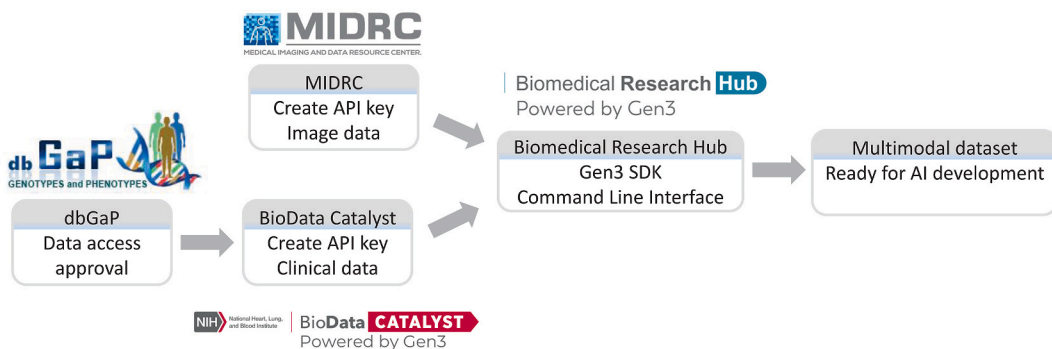 MIDRC
MEDICAL IMAGING AND DATA RESOURCE CENTER.
MIDRC
Create API key
Image data
db GaP
GENOTYPES and PHENOTYPES
dbGaP
Data access
approval
BioData Catalyst
Create API key
Clinical data
NIH
National Heart, Lung,
and Blood Institute
BioData CATALYST
Powered by Gen3
Biomedical Research Hub
Powered by Gen3
Biomedical Research Hub
Gen3 SDK
Command Line Interface
Multimodal dataset
Ready for AI development